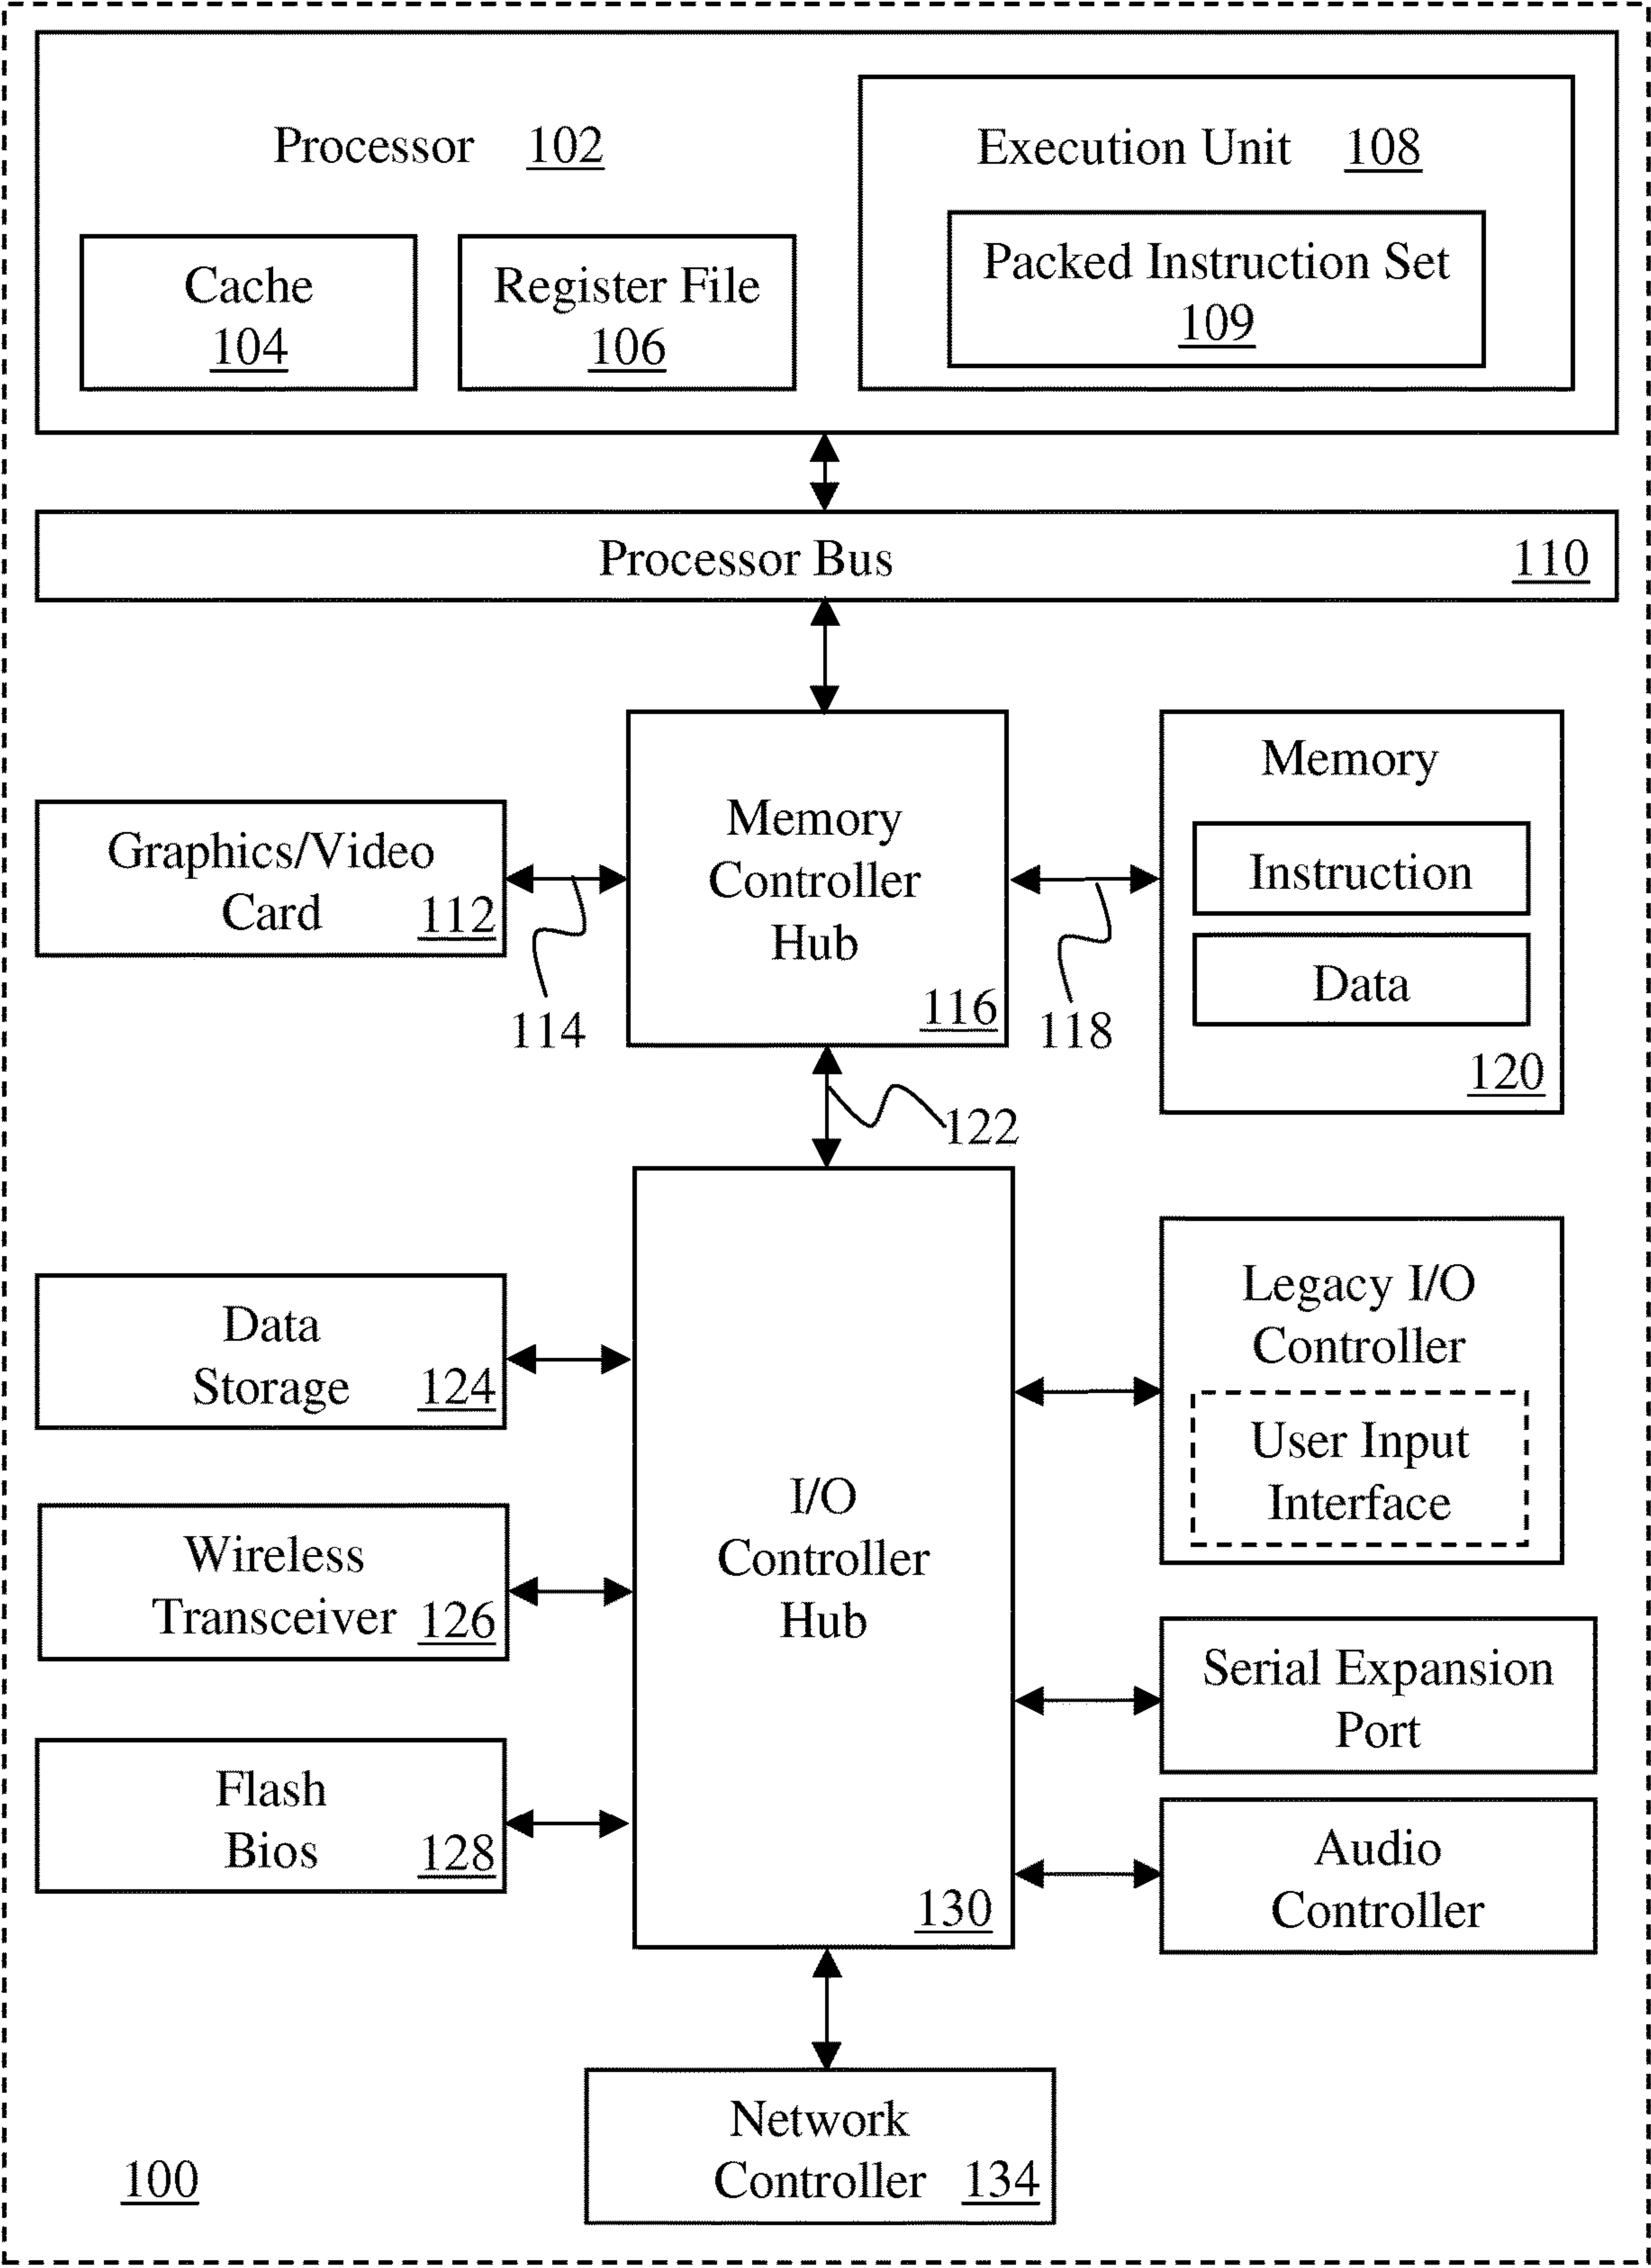 Processor 102
Execution Unit 108
Cache
104
Register File
106
Packed Instruction Set
109
Processor Bus 110
Graphics/Video
Card 112
114
Memory
Controller
Hub
116
118
Memory
Instruction
Data
120
122
Data
Storage 124
Wireless
Transceiver 126
Flash
Bios 128
I/O
Controller
Hub
130
Legacy I/O
Controller
User Input
Interface
Serial Expansion
Port
Audio
Controller
Network
Controller 134
100